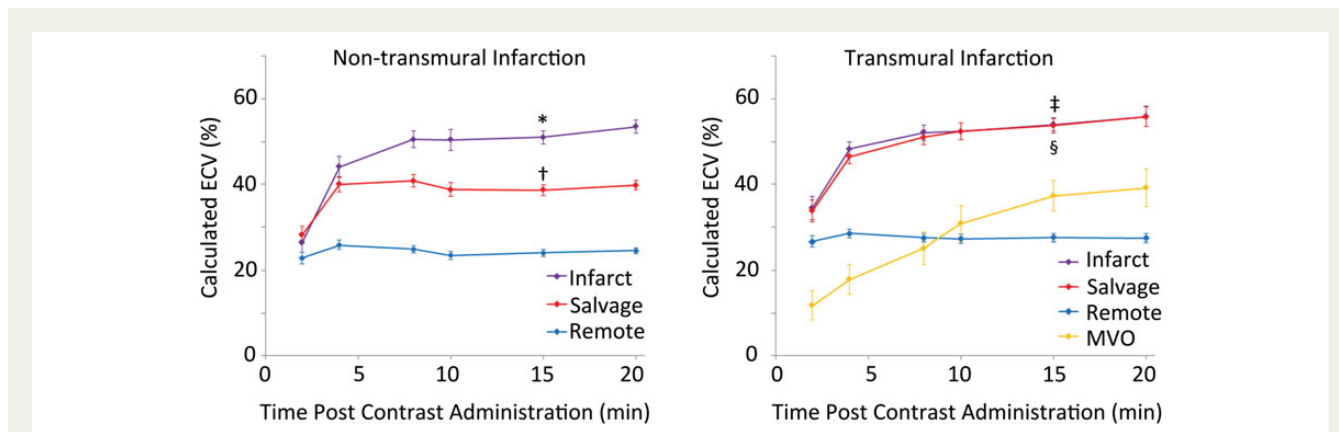 Non-transmural Infarction
Calculated ECV (%)
60
40
20
0
*
†
Infarct
Salvage
Remote
0 5 10 15 20
Time Post Contrast Administration (min)
Transmural Infarction
Calculated ECV (%)
60
40
20
0
‡
§
Infarct
Salvage
Remote
MVO
0 5 10 15 20
Time Post Contrast Administration (min)